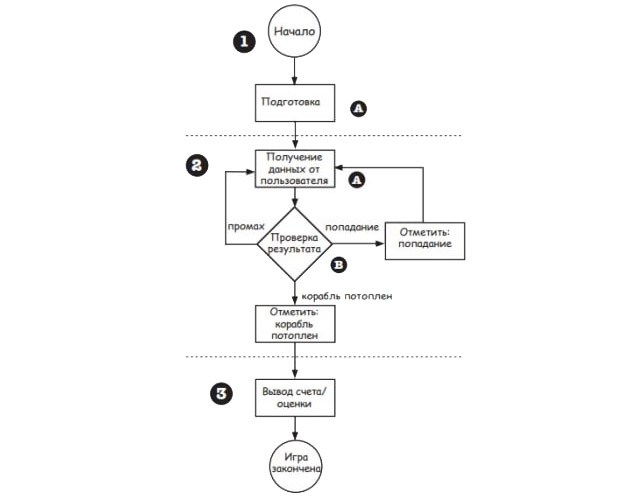 1
Начало
Подготовка
A
2
Получение
данных от
пользователя
A
промах
попадание
Проверка
результата
Отметить:
попадание
B
корабль потоплен
Отметить:
корабль
потоплен
3
Вывод счета/
оценки
Игра
закончена